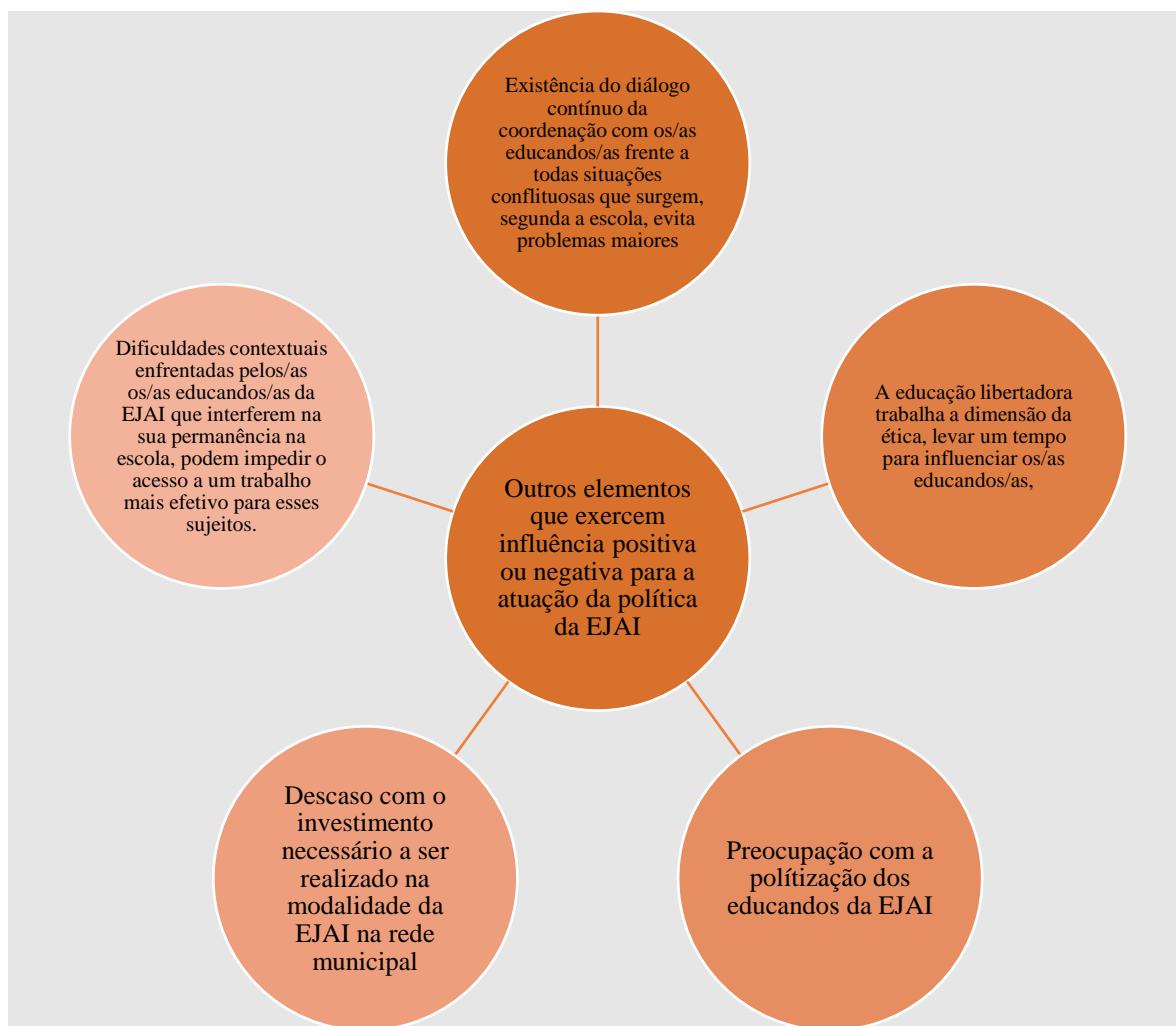 Existência do diálogo
contínuo da
coordenação com os/as
educandos/as frente a
todas situações
conflituosas que surgem,
segunda a escola, evita
problemas maiores
Dificuldades contextuais
enfrentadas pelos/as
os/as educandos/as da
EJAI que interferem na
sua permanência na
escola, podem impedir o
acesso a um trabalho
mais efetivo para esses
sujeitos.
A educação libertadora
trabalha a dimensão da
ética, levar um tempo
para influenciar os/as
educandos/as,
Outros elementos
que exercem
influência positiva
ou negativa para a
atuação da política
da EJAI
Descaso com o
investimento
necessário a ser
realizado na
modalidade da
EJAI na rede
municipal
Preocupação com a
polítização dos
educandos da EJAI